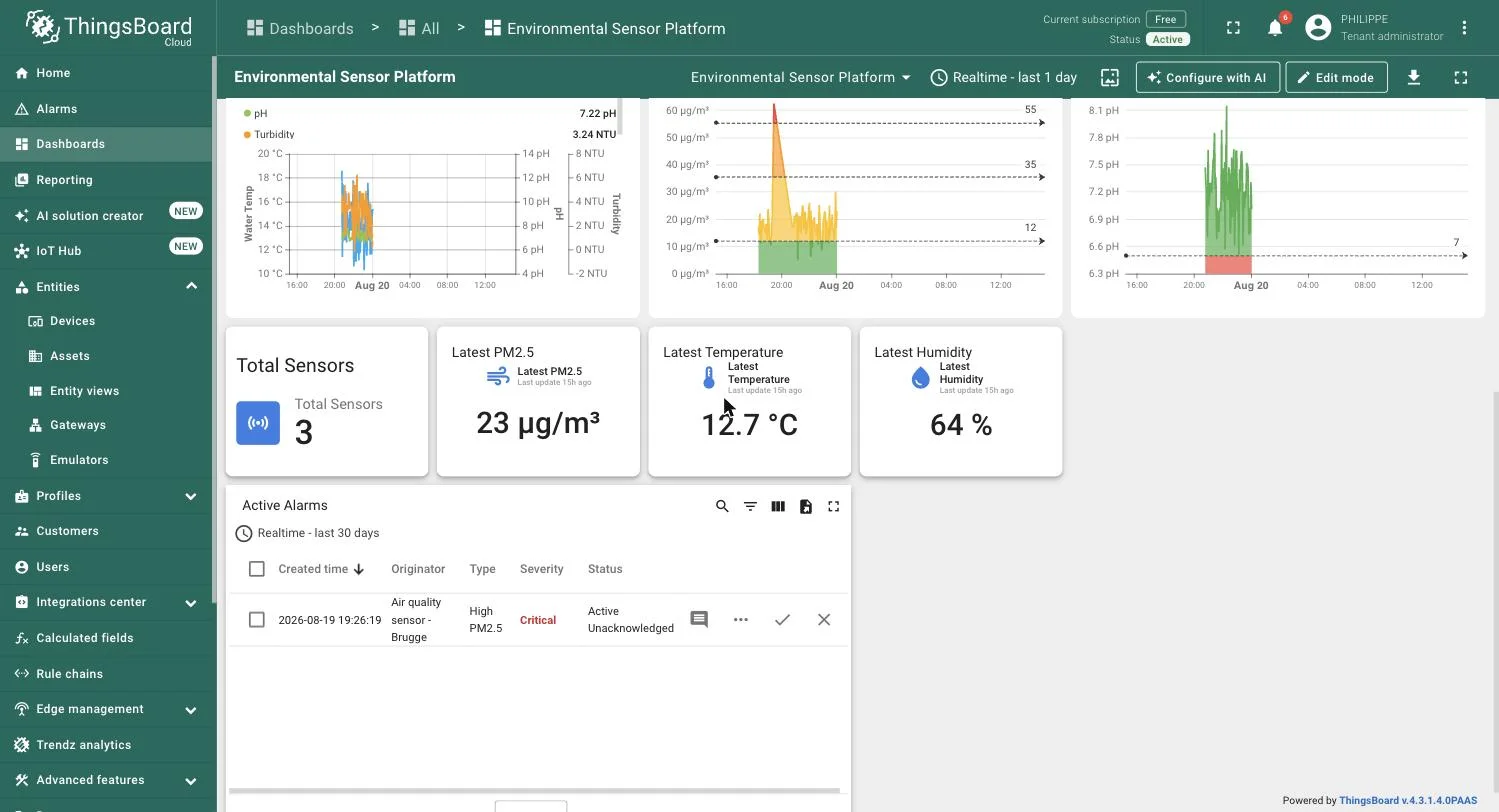 ThingsBoard
Cloud
Dashboards > All > Environmental Sensor Platform
Current subscription Free
Status Active
6
PHILIPPE
Tenant administrator
Home
Alarms
Dashboards
Reporting
AI solution creator NEW
IoT Hub NEW
Entities
Devices
Assets
Entity views
Gateways
Emulators
Profiles
Customers
Users
Integrations center
Calculated fields
Rule chains
Edge management
Trendz analytics
Advanced features
Environmental Sensor Platform
Environmental Sensor Platform
Realtime - last 1 day
Configure with AI
Edit mode
pH 7.22 pH
Turbidity 3.24 NTU
20 °C 14 pH 8 NTU
18 °C 12 pH 6 NTU
16 °C 10 pH 4 NTU
14 °C 8 pH 2 NTU
12 °C 6 pH 0 NTU
10 °C 4 pH -2 NTU
Water Temp
pH
Turbidity
16:00 20:00 Aug 20 04:00 08:00 12:00
60 µg/m³
50 µg/m³
40 µg/m³
30 µg/m³
20 µg/m³
10 µg/m³
0 µg/m³
55
35
12
16:00 20:00 Aug 20 04:00 08:00 12:00
8.1 pH
7.8 pH
7.5 pH
7.2 pH
6.9 pH
6.6 pH
6.3 pH
7
16:00 20:00 Aug 20 04:00 08:00 12:00
Total Sensors
Total Sensors
3
Latest PM2.5
Latest PM2.5
Last update 15h ago
23 µg/m³
Latest Temperature
Latest
Temperature
Last update 15h ago
12.7 °C
Latest Humidity
Latest
Humidity
Last update 15h ago
64 %
Active Alarms
Realtime - last 30 days
Created time Originator Type Severity Status
2026-08-19 19:26:19
Air quality
sensor -
Brugge
High
PM2.5
Critical
Active
Unacknowledged
Powered by ThingsBoard v.4.3.1.4.0PAAS